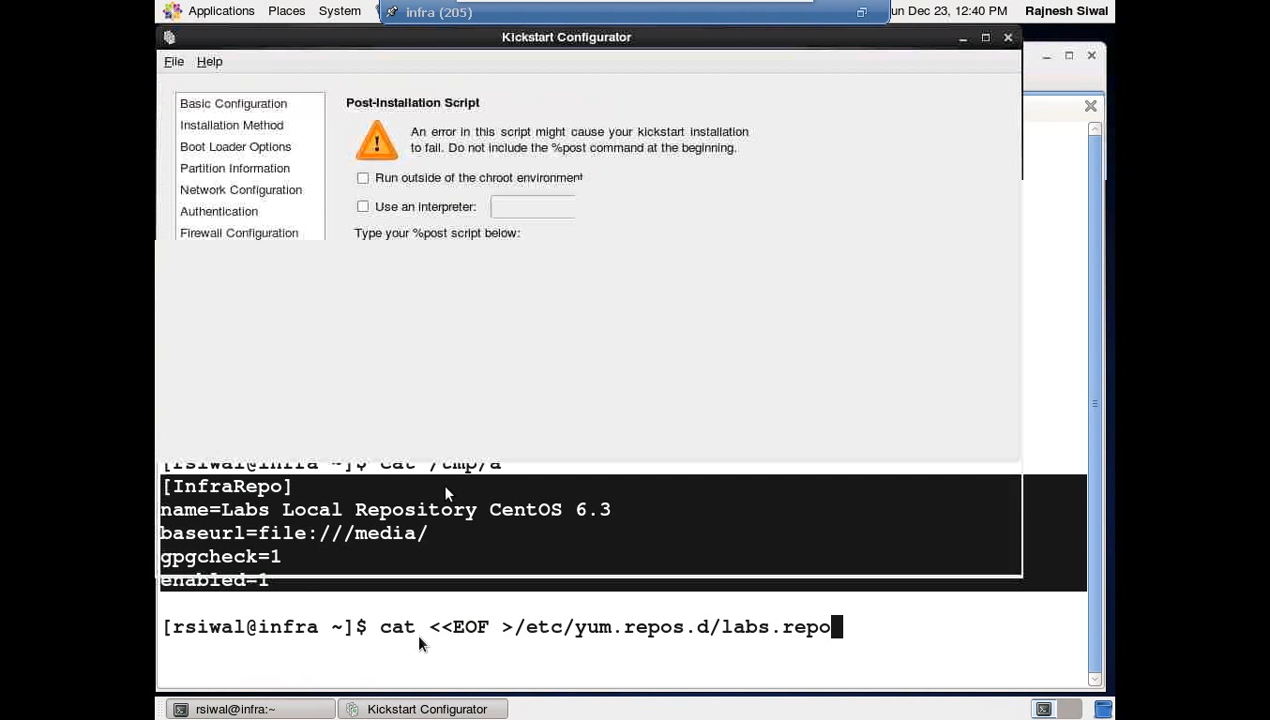 Applications Places System
infra (205)
un Dec 23, 12:40 PM Rajnesh Siwal
Kickstart Configurator
File Help
Basic Configuration
Installation Method
Boot Loader Options
Partition Information
Network Configuration
Authentication
Firewall Configuration
Post-Installation Script
An error in this script might cause your kickstart installation
to fail. Do not include the %post command at the beginning.
Run outside of the chroot environment
Use an interpreter:
Type your %post script below:
[rsiwal@infra ~]$ cat /tmp/a
[InfraRepo]
name=Labs Local Repository CentOS 6.3
baseurl=file:///media/
gpgcheck=1
enabled=1
[rsiwal@infra ~]$ cat <<EOF >/etc/yum.repos.d/labs.repo
rsiwal@infra:~
Kickstart Configurator